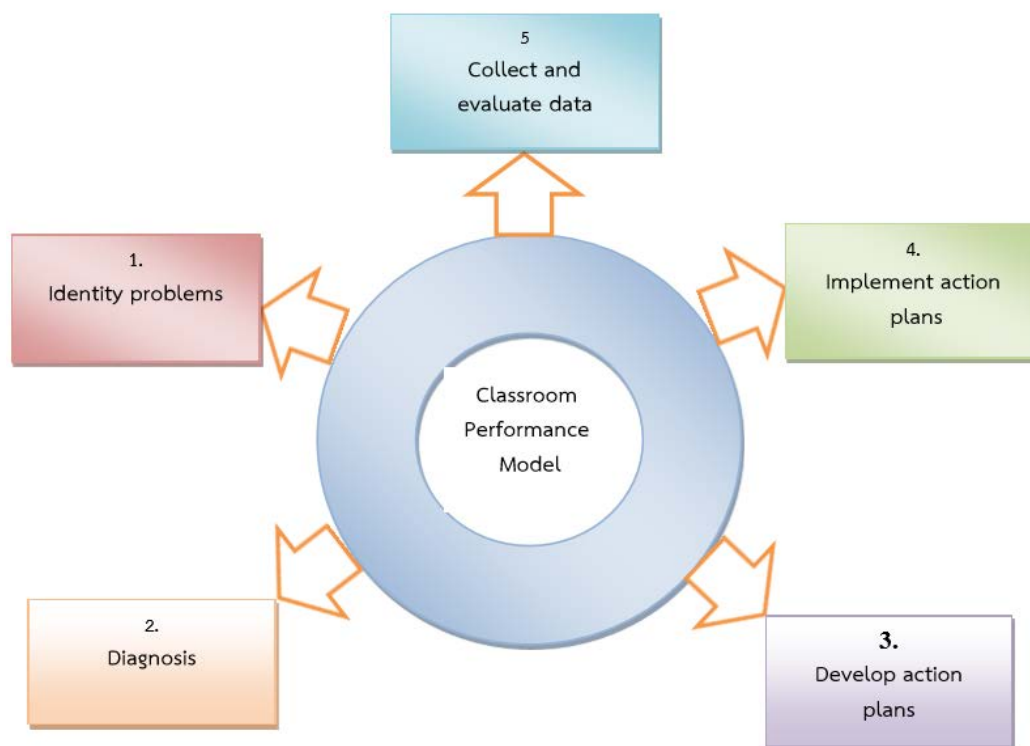 5
Collect and
evaluate data
1.
Identity problems
4.
Implement action
plans
Classroom
Performance
Model
2.
Diagnosis
3.
Develop action
plans